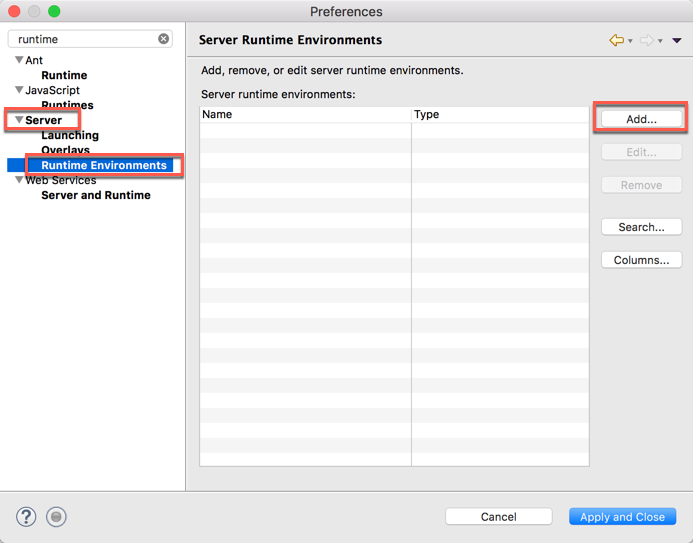 Preferences
runtime
Server Runtime Environments
Ant
Runtime
JavaScript
Runtimes
Server
Launching
Overlays
Runtime Environments
Web Services
Server and Runtime
Add, remove, or edit server runtime environments.
Server runtime environments:
Name Type
Add...
Edit...
Remove
Search...
Columns...
?
Cancel Apply and Close